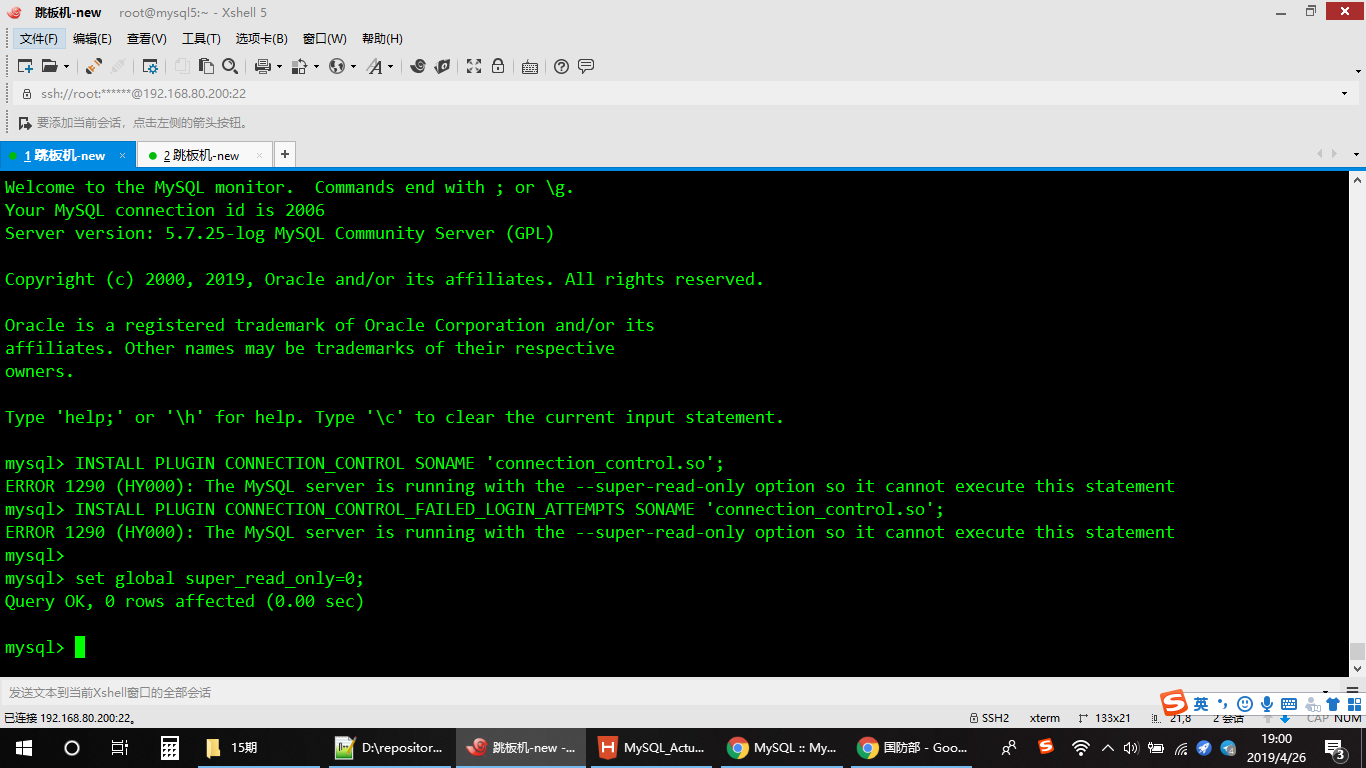 跳板机-new root@mysql5:~ - Xshell 5
文件(F) 编辑(E) 查看(V) 工具(T) 选项卡(B) 窗口(W) 帮助(H)
ssh://root:******@192.168.80.200:22
要添加当前会话，点击左侧的箭头按钮。
1 跳板机-new × 2 跳板机-new × +
Welcome to the MySQL monitor.  Commands end with ; or \g.
Your MySQL connection id is 2006
Server version: 5.7.25-log MySQL Community Server (GPL)
Copyright (c) 2000, 2019, Oracle and/or its affiliates. All rights reserved.
Oracle is a registered trademark of Oracle Corporation and/or its
affiliates. Other names may be trademarks of their respective
owners.
Type 'help;' or '\h' for help. Type '\c' to clear the current input statement.
mysql> INSTALL PLUGIN CONNECTION_CONTROL SONAME 'connection_control.so';
ERROR 1290 (HY000): The MySQL server is running with the --super-read-only option so it cannot execute this statement
mysql> INSTALL PLUGIN CONNECTION_CONTROL_FAILED_LOGIN_ATTEMPTS SONAME 'connection_control.so';
ERROR 1290 (HY000): The MySQL server is running with the --super-read-only option so it cannot execute this statement
mysql>
mysql> set global super_read_only=0;
Query OK, 0 rows affected (0.00 sec)
mysql>
发送文本到当前Xshell窗口的全部会话
英
已连接 192.168.80.200:22。 SSH2 xterm 133x21 21,8 2 会话 CAP NUM
15期 D:\repositor... 跳板机-new -... MySQL_Actu... MySQL :: My... 国防部 - Goo... 19:00
2019/4/26 3